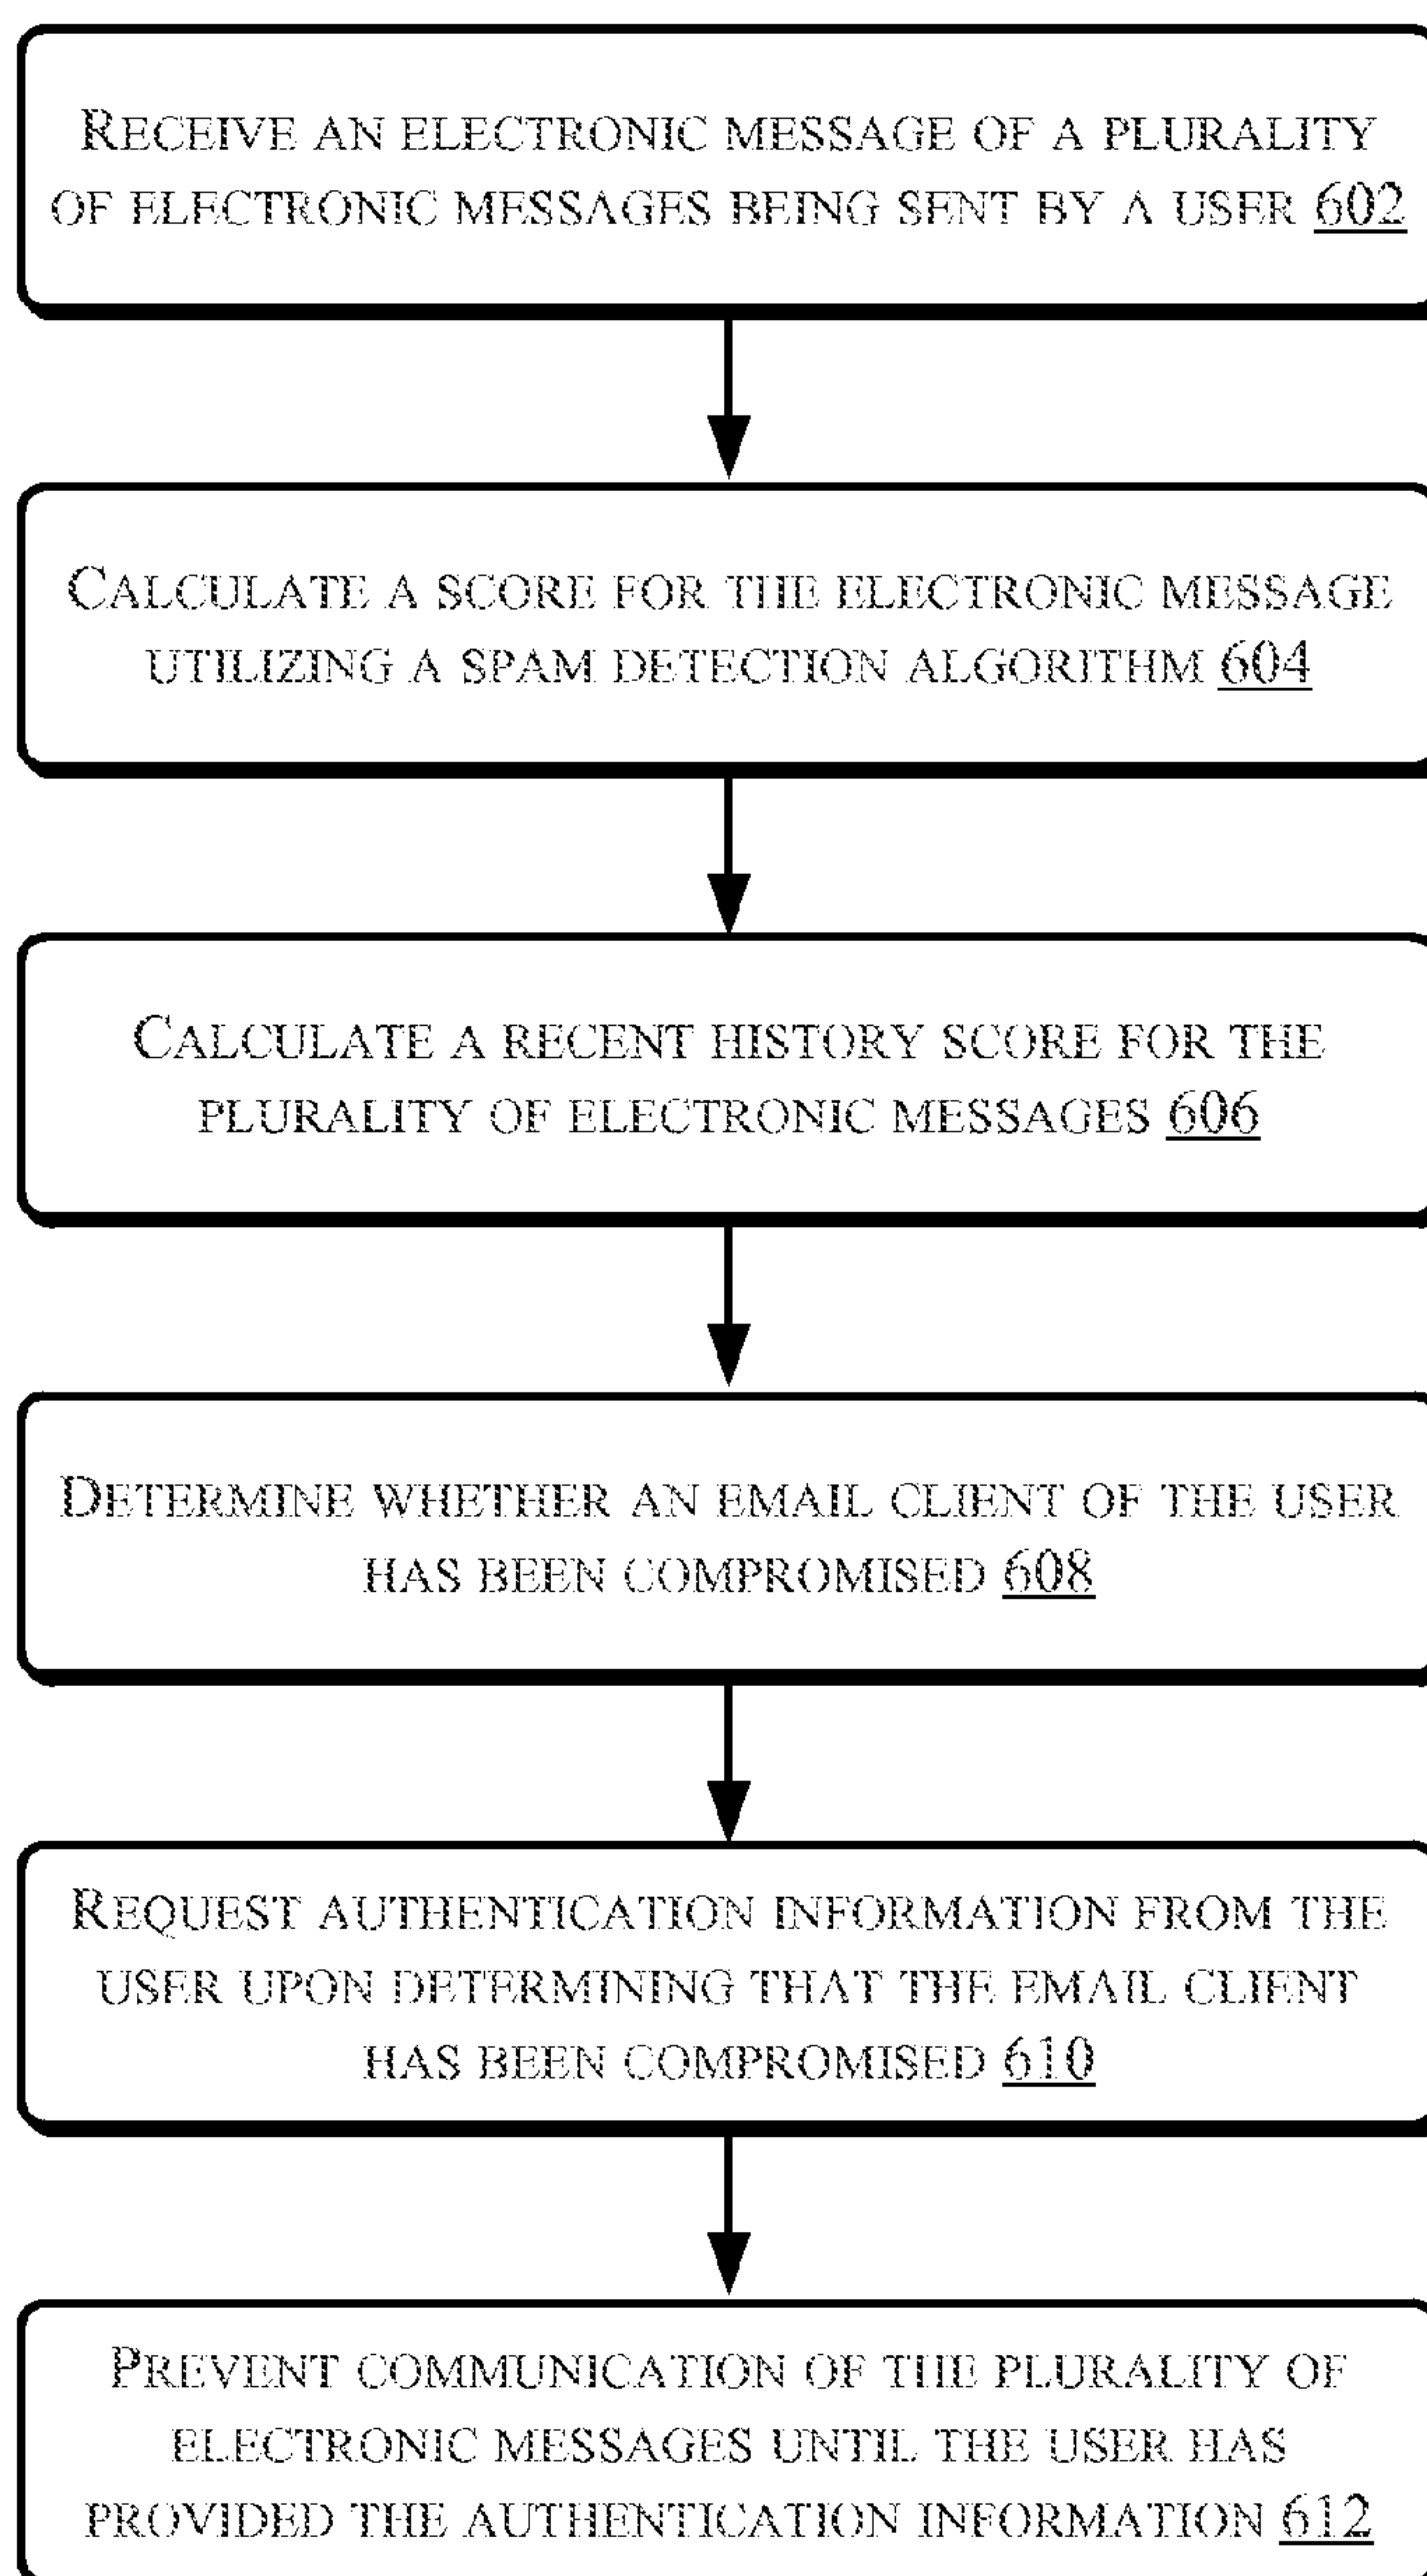 RECEIVE AN ELECTRONIC MESSAGE OF A PLURALITY
OF ELECTRONIC MESSAGES BEING SENT BY A USER 602
CALCULATE A SCORE FOR THE ELECTRONIC MESSAGE
UTILIZING A SPAM DETECTION ALGORITHM 604
CALCULATE A RECENT HISTORY SCORE FOR THE
PLURALITY OF ELECTRONIC MESSAGES 606
DETERMINE WHETHER AN EMAIL CLIENT OF THE USER
HAS BEEN COMPROMISED 608
REQUEST AUTHENTICATION INFORMATION FROM THE
USER UPON DETERMINING THAT THE EMAIL CLIENT
HAS BEEN COMPROMISED 610
PREVENT COMMUNICATION OF THE PLURALITY OF
ELECTRONIC MESSAGES UNTIL THE USER HAS
PROVIDED THE AUTHENTICATION INFORMATION 612